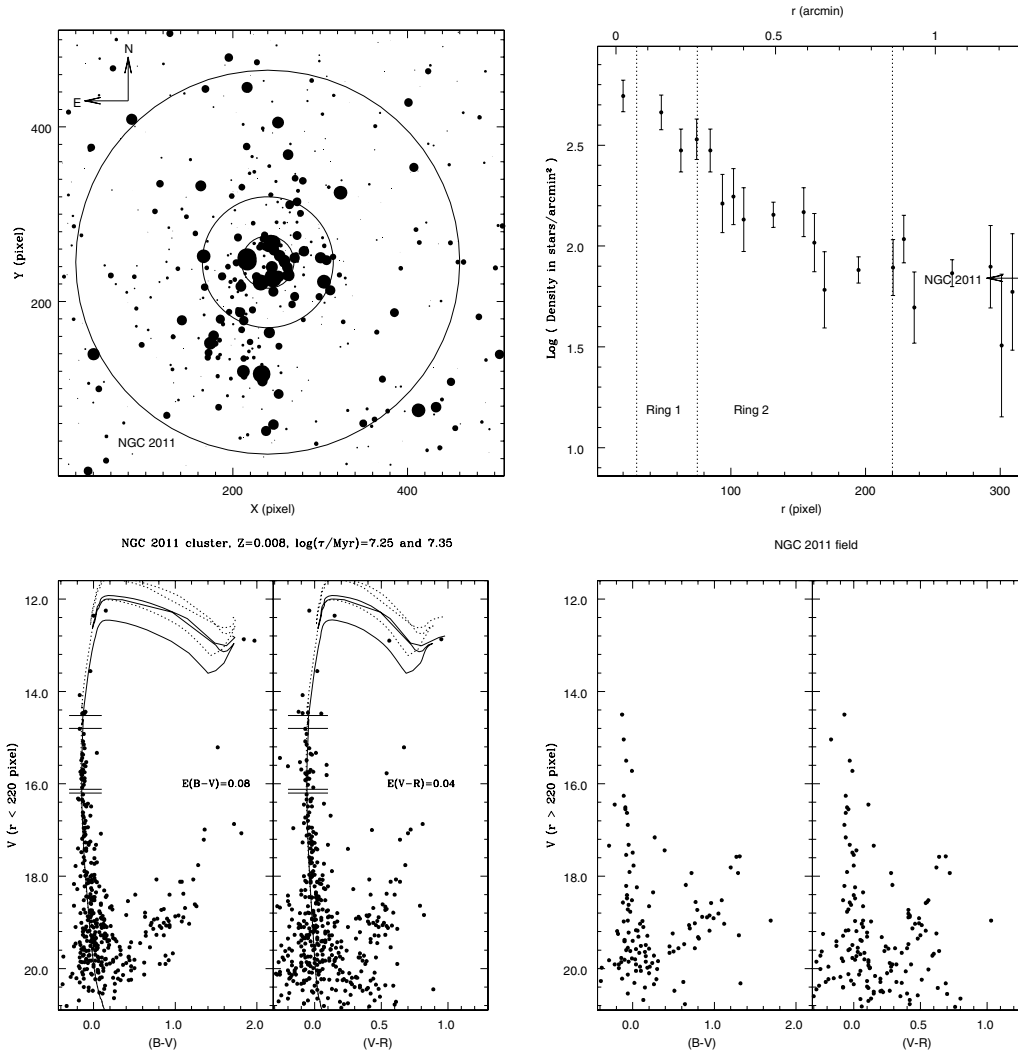 N
E
400
200
Y (pixel)
NGC 2011
200
400
X (pixel)
r (arcmin)
0
0.5
1
2.5
2.0
1.5
1.0
Log ( Density in stars/arcmin² )
NGC 2011
Ring 1
Ring 2
100
200
300
r (pixel)
NGC 2011 cluster, Z=0.008, log(τ/Myr)=7.25 and 7.35
12.0
14.0
16.0
18.0
20.0
V (r < 220 pixel)
E(B-V)=0.08
E(V-R)=0.04
0.0
1.0
2.0
(B-V)
0.0
0.5
1.0
(V-R)
NGC 2011 field
12.0
14.0
16.0
18.0
20.0
V (r > 220 pixel)
0.0
1.0
2.0
(B-V)
0.0
0.5
1.0
(V-R)